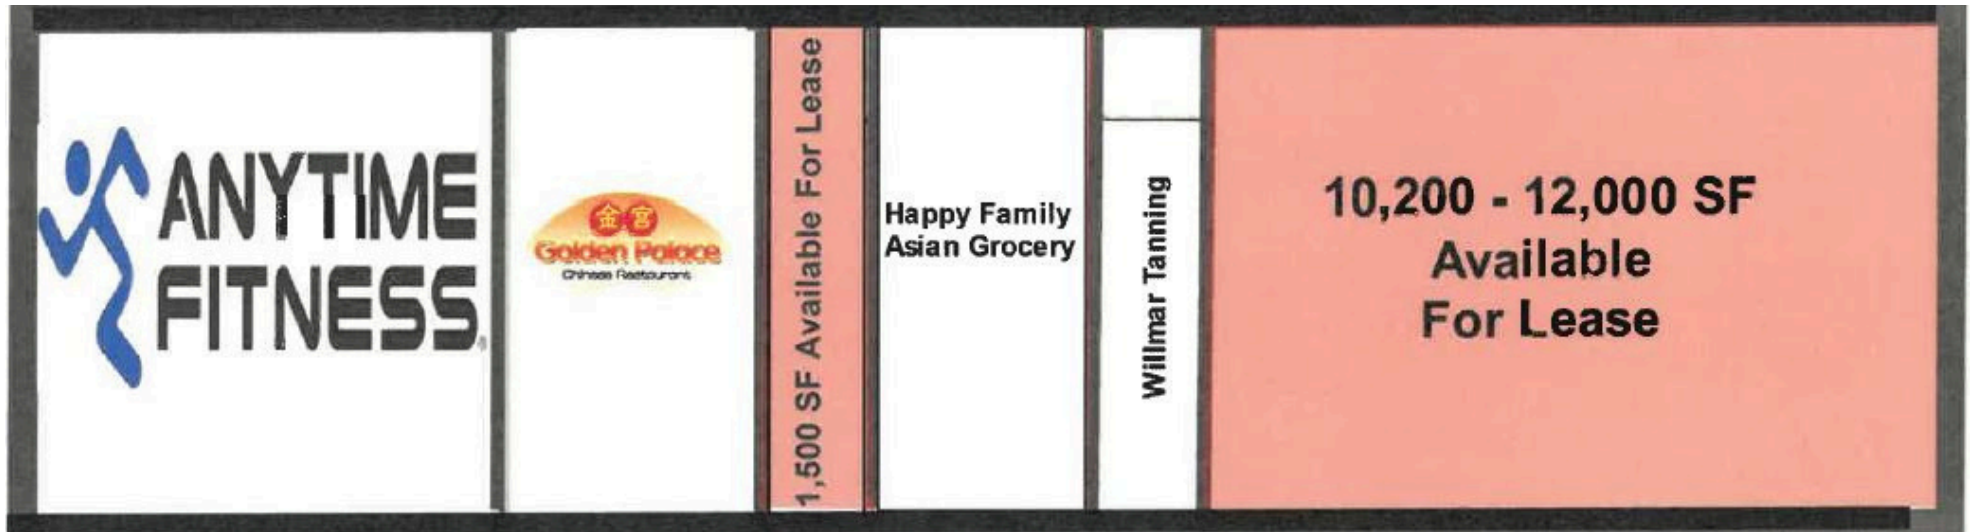 ANYTIME
FITNESS®
金宮
Golden Palace
Chinese Restaurant
1,500 SF Available For Lease
Happy Family
Asian Grocery
Willmar Tanning
10,200 - 12,000 SF
Available
For Lease